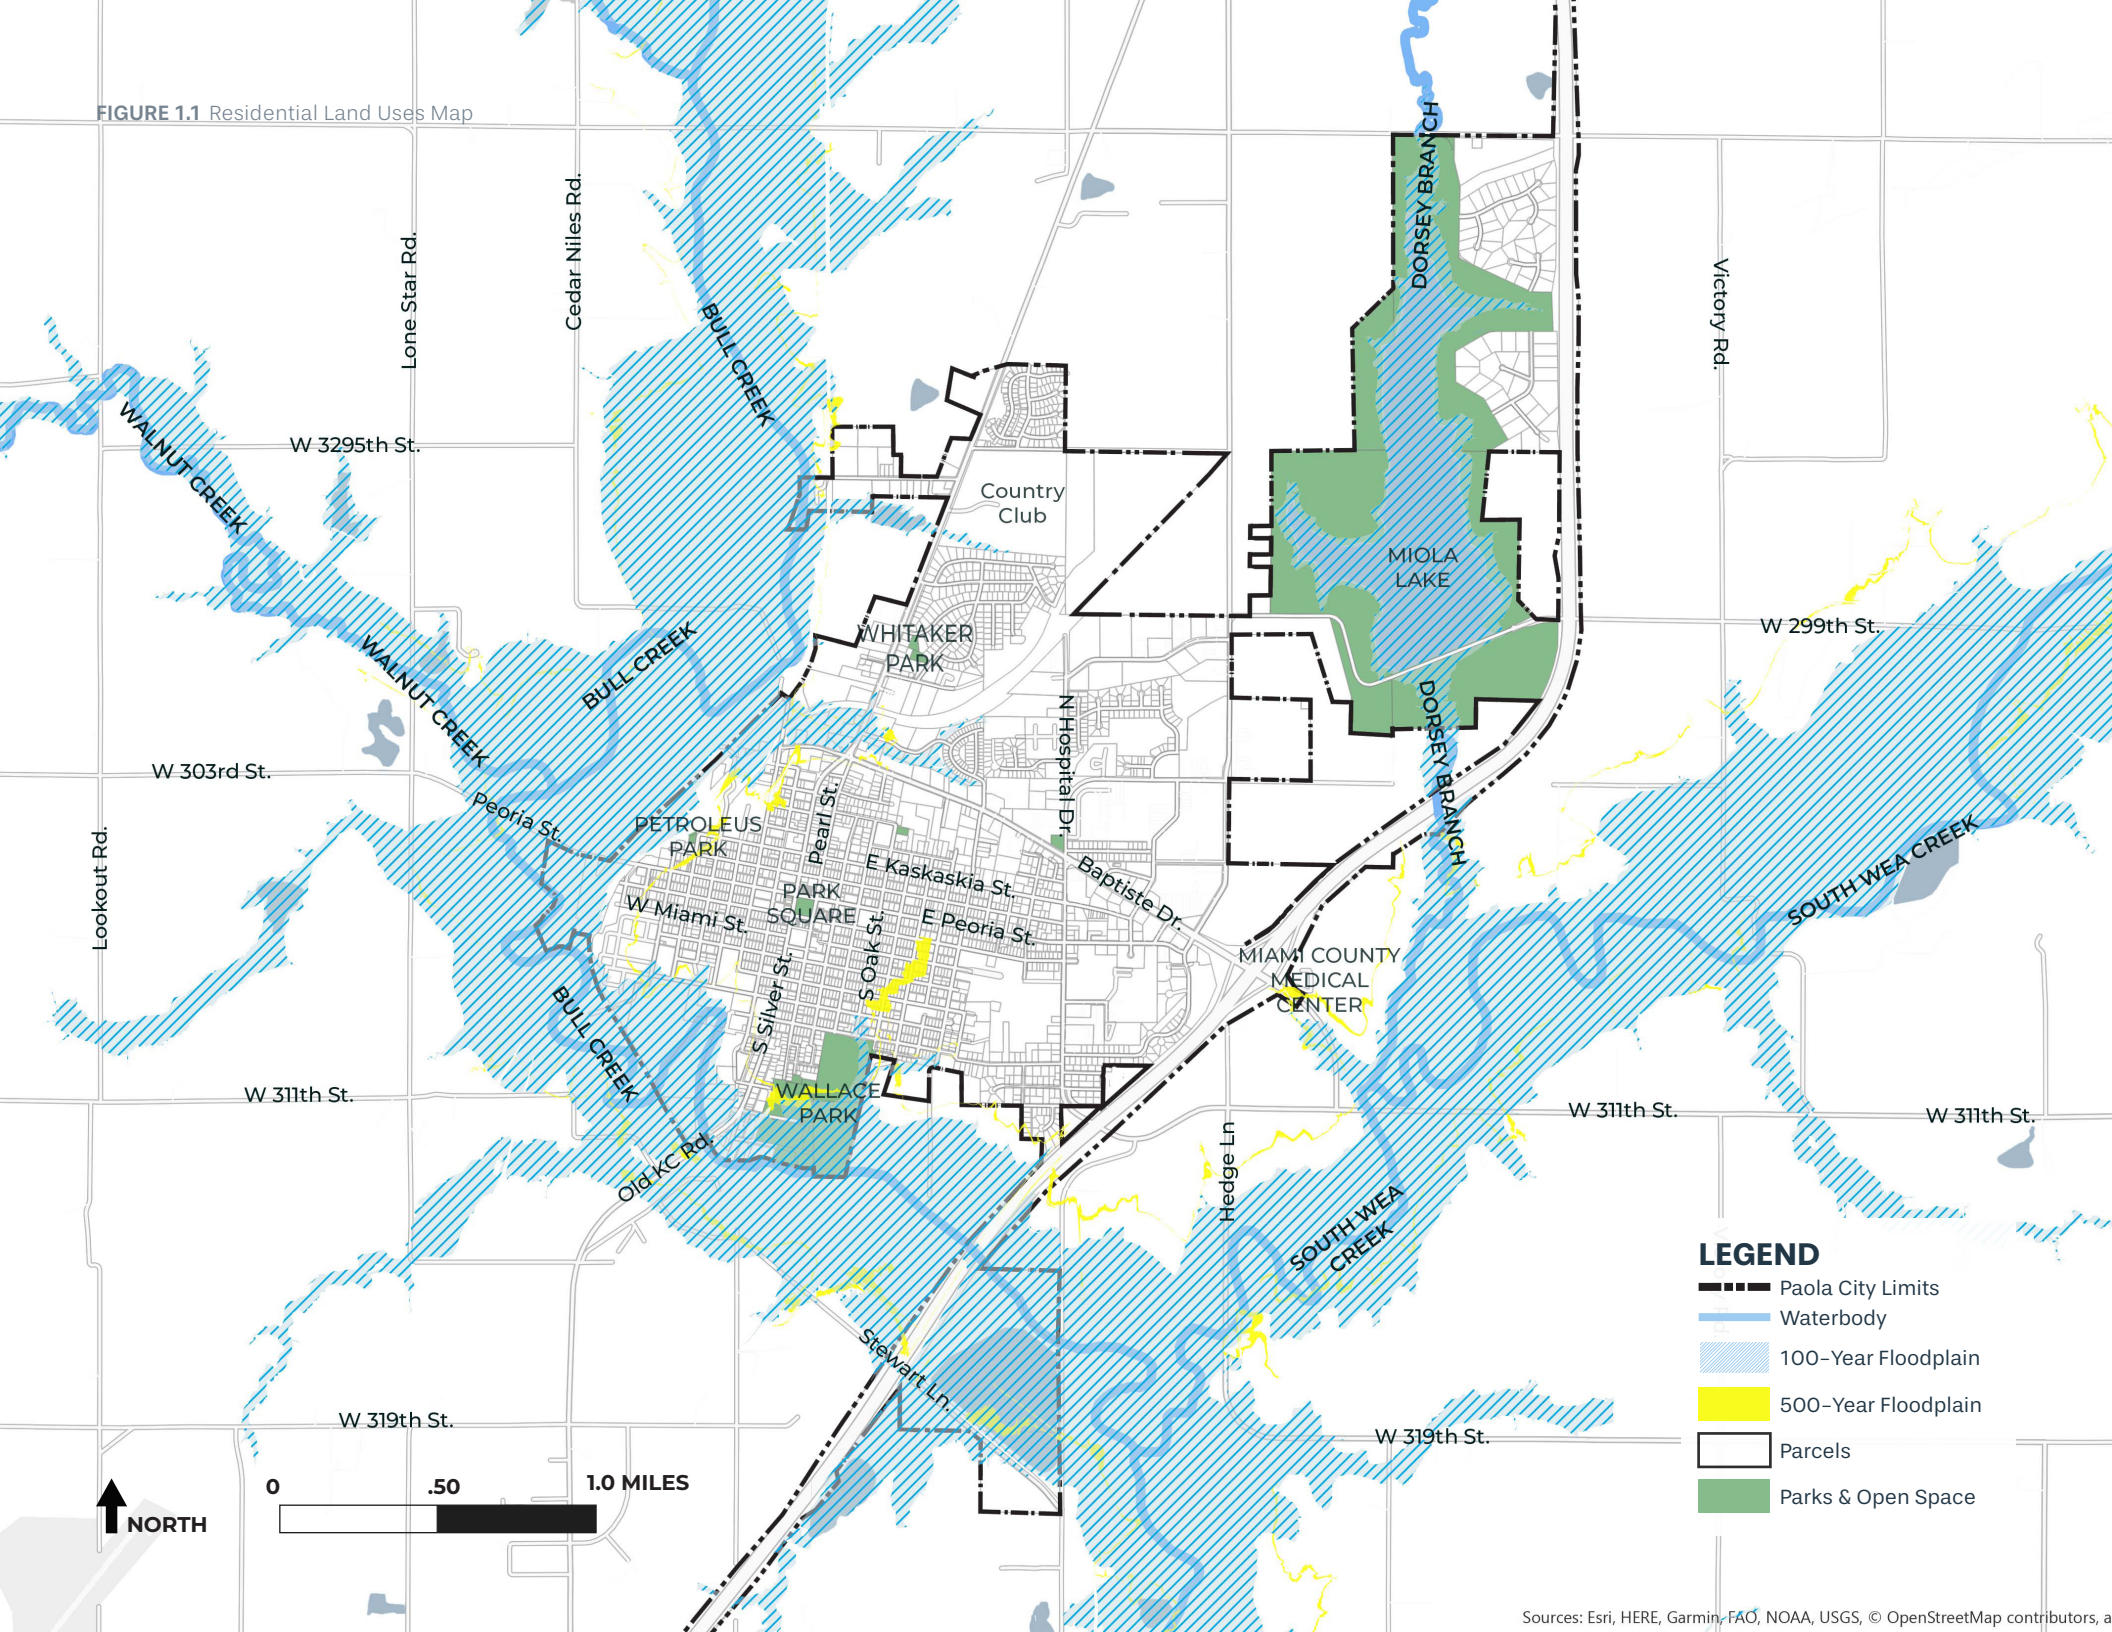 FIGURE 1.1 Residential Land Uses Map
DORSEY BRANCH
Cedar Niles Rd.
Lone Star Rd.
Victory Rd.
BULL CREEK
WALNUT CREEK
W 3295th St.
Country
Club
MIOLA
LAKE
W 299th St.
WHITAKER
PARK
BULL CREEK
WALNUT CREEK
N Hospital Dr.
DORSEY BRANCH
W 303rd St.
Peoria St.
PETROLEUS
PARK
Pearl St.
E Kaskaskia St.
Baptiste Dr.
SOUTH WEA CREEK
Lookout Rd.
PARK
SQUARE
W Miami St.
E Peoria St.
S Oak St.
S Silver St.
MIAMI COUNTY
MEDICAL
CENTER
BULL CREEK
W 311th St.
WALLACE
PARK
W 311th St.
W 311th St.
Old KC Rd.
Hedge Ln
SOUTH WEA
CREEK
Stewart Ln.
W 319th St.
W 319th St.
LEGEND
Paola City Limits
Waterbody
100-Year Floodplain
500-Year Floodplain
Parcels
Parks & Open Space
0 .50 1.0 MILES
NORTH
Sources: Esri, HERE, Garmin, FAO, NOAA, USGS, © OpenStreetMap contributors, a